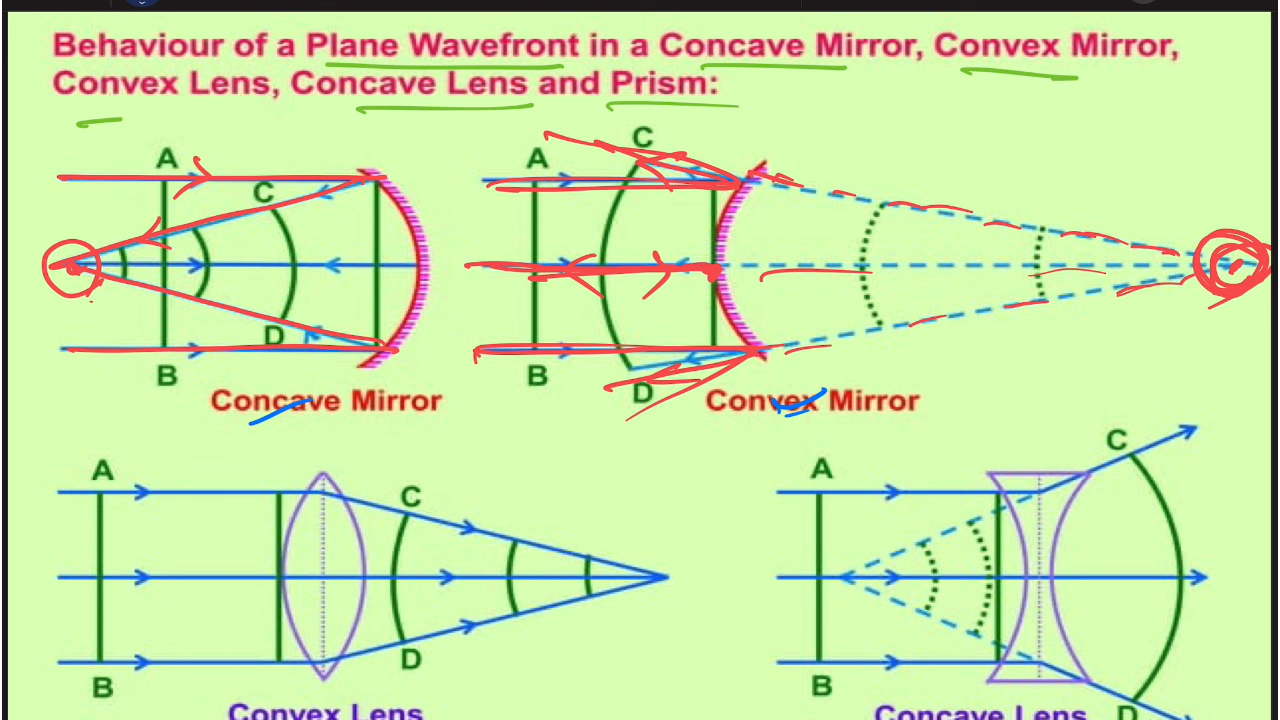 Behaviour of a Plane Wavefront in a Concave Mirror, Convex Mirror,
Convex Lens, Concave Lens and Prism:
A
C
D
B
Concave Mirror
A
C
B
D
Convex Mirror
A
C
D
B
Convex Lens
A
C
B
D
Concave Lens